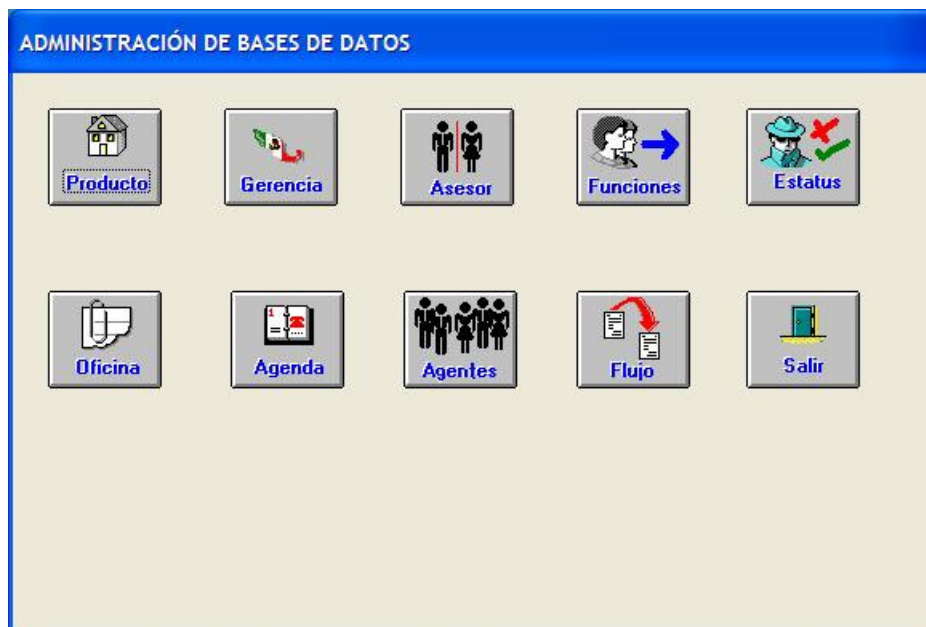 ADMINISTRACIÓN DE BASES DE DATOS
Producto Gerencia Asesor Funciones Estatus
Oficina Agenda Agentes Flujo Salir